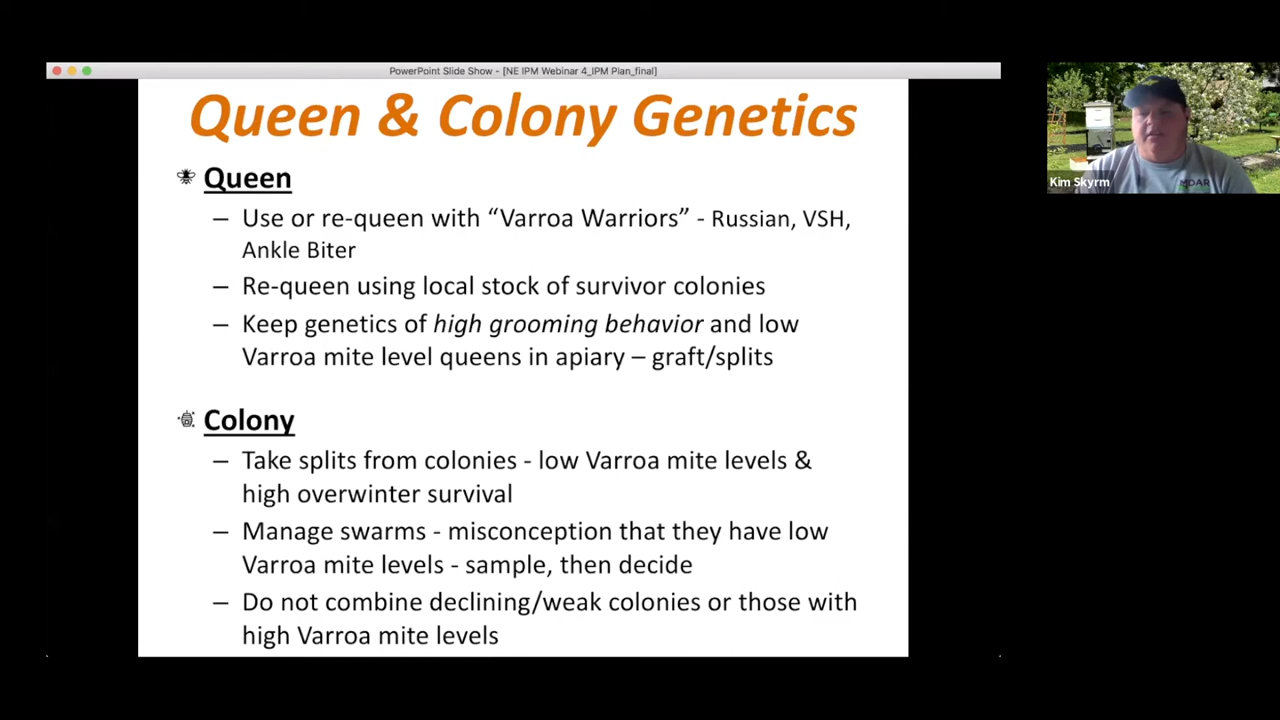 PowerPoint Slide Show - [NE IPM Webinar 4_IPM Plan_final]
Queen & Colony Genetics
Queen
– Use or re-queen with “Varroa Warriors” - Russian, VSH,
Ankle Biter
– Re-queen using local stock of survivor colonies
– Keep genetics of high grooming behavior and low
Varroa mite level queens in apiary – graft/splits
Colony
– Take splits from colonies - low Varroa mite levels &
high overwinter survival
– Manage swarms - misconception that they have low
Varroa mite levels - sample, then decide
– Do not combine declining/weak colonies or those with
high Varroa mite levels
Kim Skyrm
MDAR